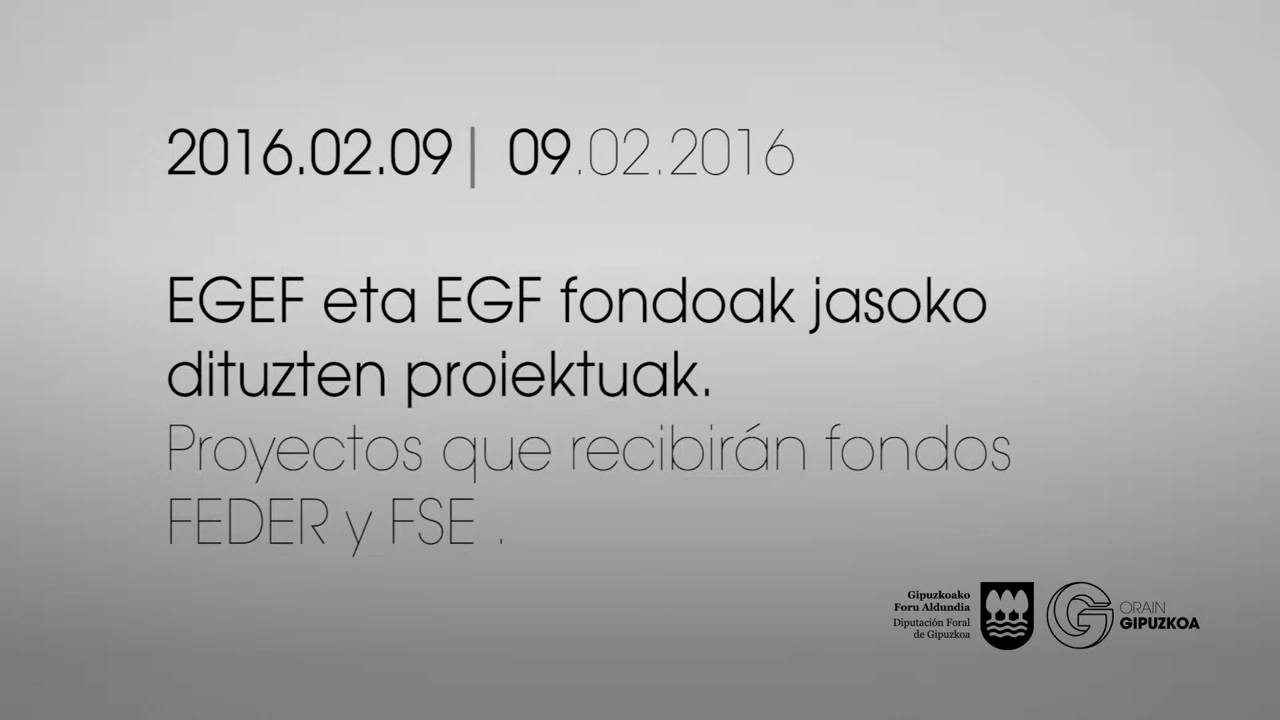 2016.02.09 | 09.02.2016
EGEF eta EGF fondoak jasoko
dituzten proiektuak.
Proyectos que recibirán fondos
FEDER y FSE .
Gipuzkoako
Foru Aldundia
Diputación Foral
de Gipuzkoa
G
ORAIN
GIPUZKOA